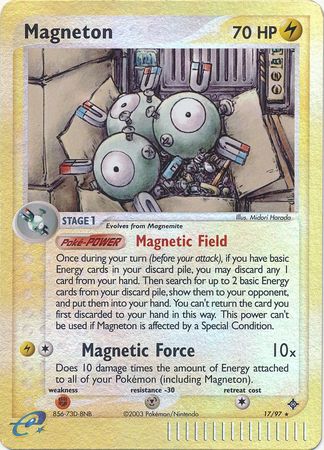 Magneton 70 HP
Illus. Midori Harada
STAGE 1
Evolves from Magnemite
Poké-POWER Magnetic Field
Once during your turn (before your attack), if you have basic
Energy cards in your discard pile, you may discard any 1
card from your hand. Then search for up to 2 basic Energy
cards from your discard pile, show them to your opponent,
and put them into your hand. You can't return the card you
first discarded to your hand in this way. This power can't
be used if Magneton is affected by a Special Condition.
Magnetic Force 10x
Does 10 damage times the amount of Energy attached
to all of your Pokémon (including Magneton).
weakness resistance -30 retreat cost
856-73D-8NB ©2003 Pokémon/Nintendo 17/97 ★
e